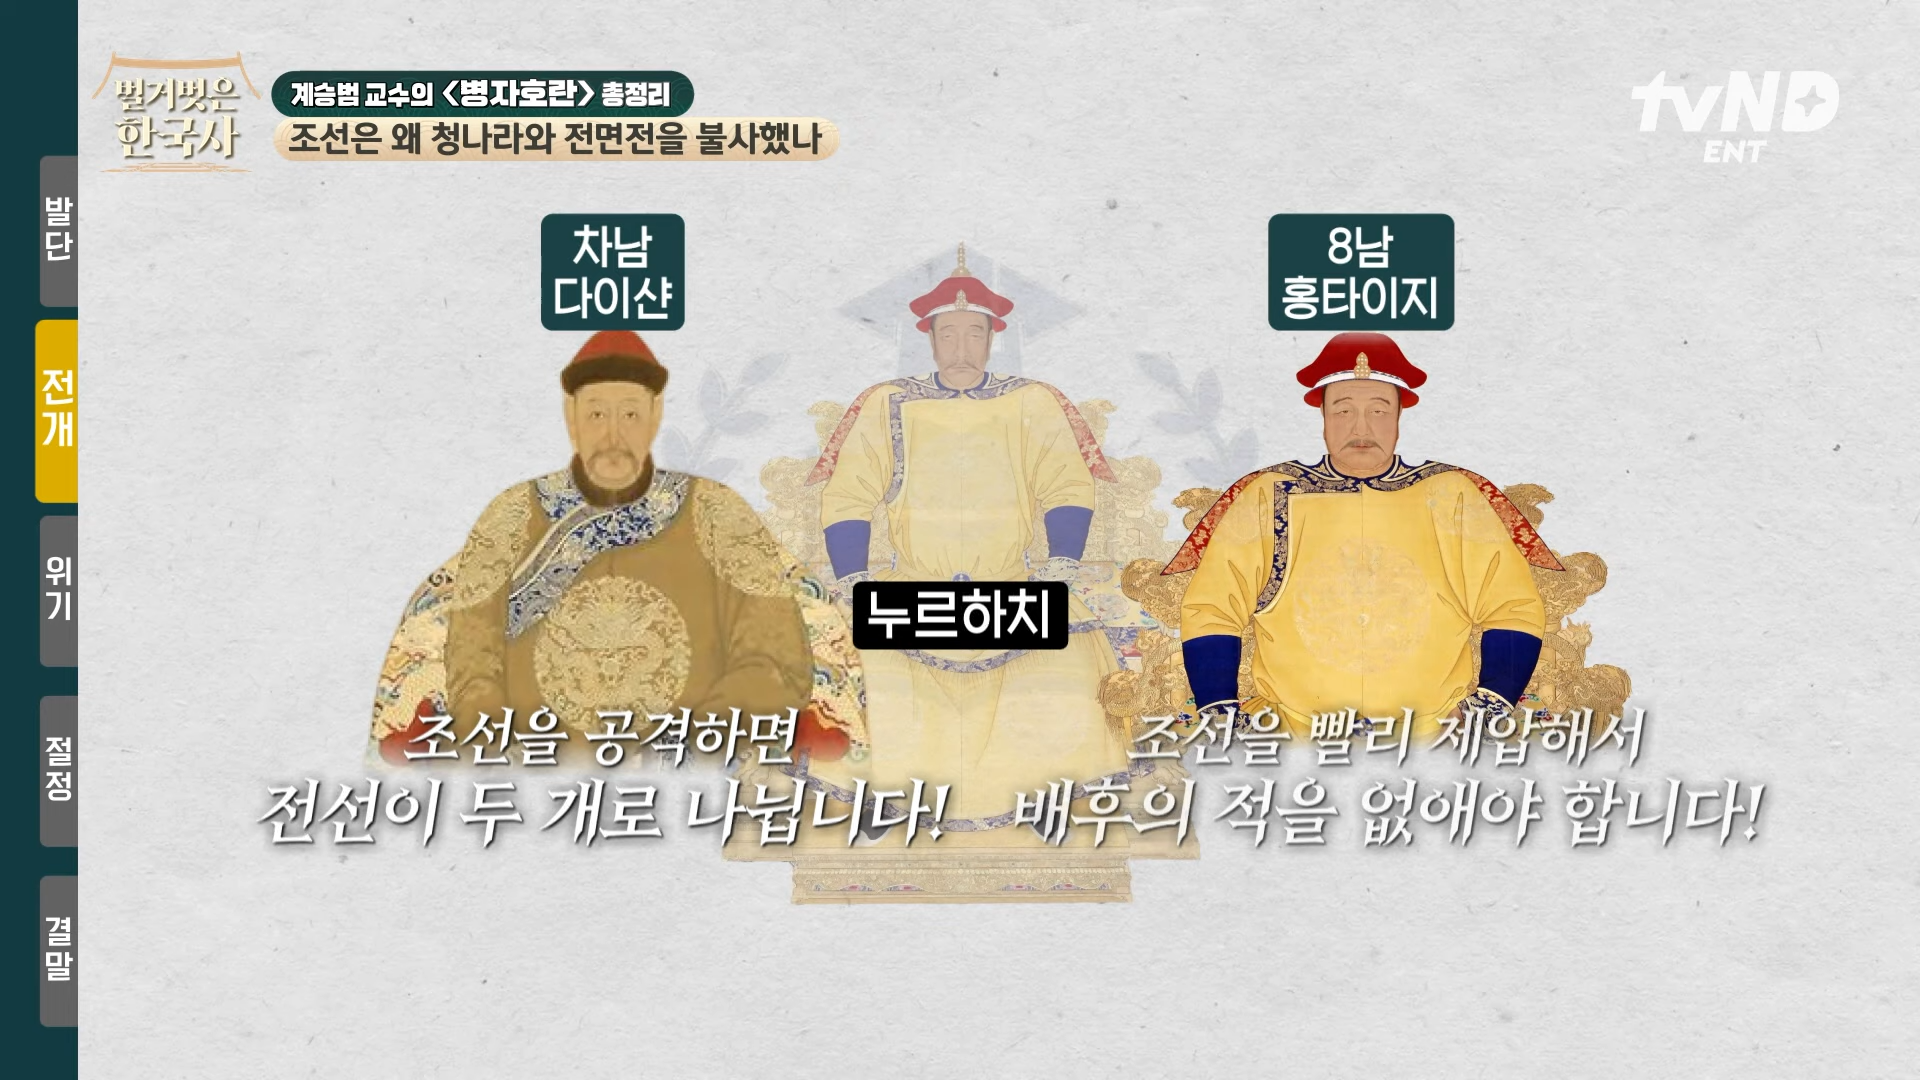 벌거벗은
한국사
계승범 교수의 <병자호란> 총정리
조선은 왜 청나라와 전면전을 불사했나
tvND
ENT
발단
전개
위기
절정
결말
차남
다이샨
8남
홍타이지
누르하치
조선을 공격하면
전선이 두 개로 나뉩니다!
조선을 빨리 제압해서
배후의 적을 없애야 합니다!